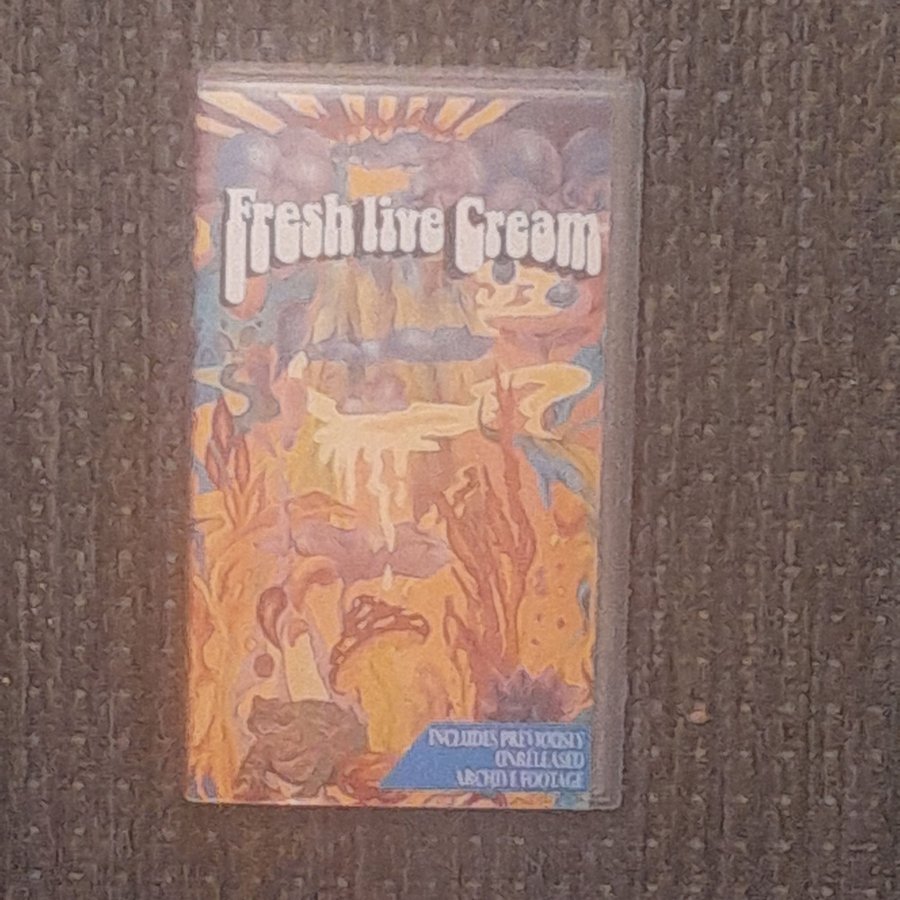 Fresh live Cream
INCLUDES PREVIOUSLY
UNRELEASED
ARCHIVE FOOTAGE